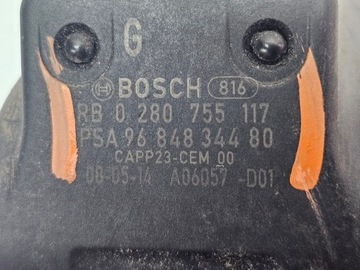 G
BOSCH 816
RB 0 280 755 117
PSA 96 848 344 80
CAPP23-CEM 00
08-05-14 A06057 -D01